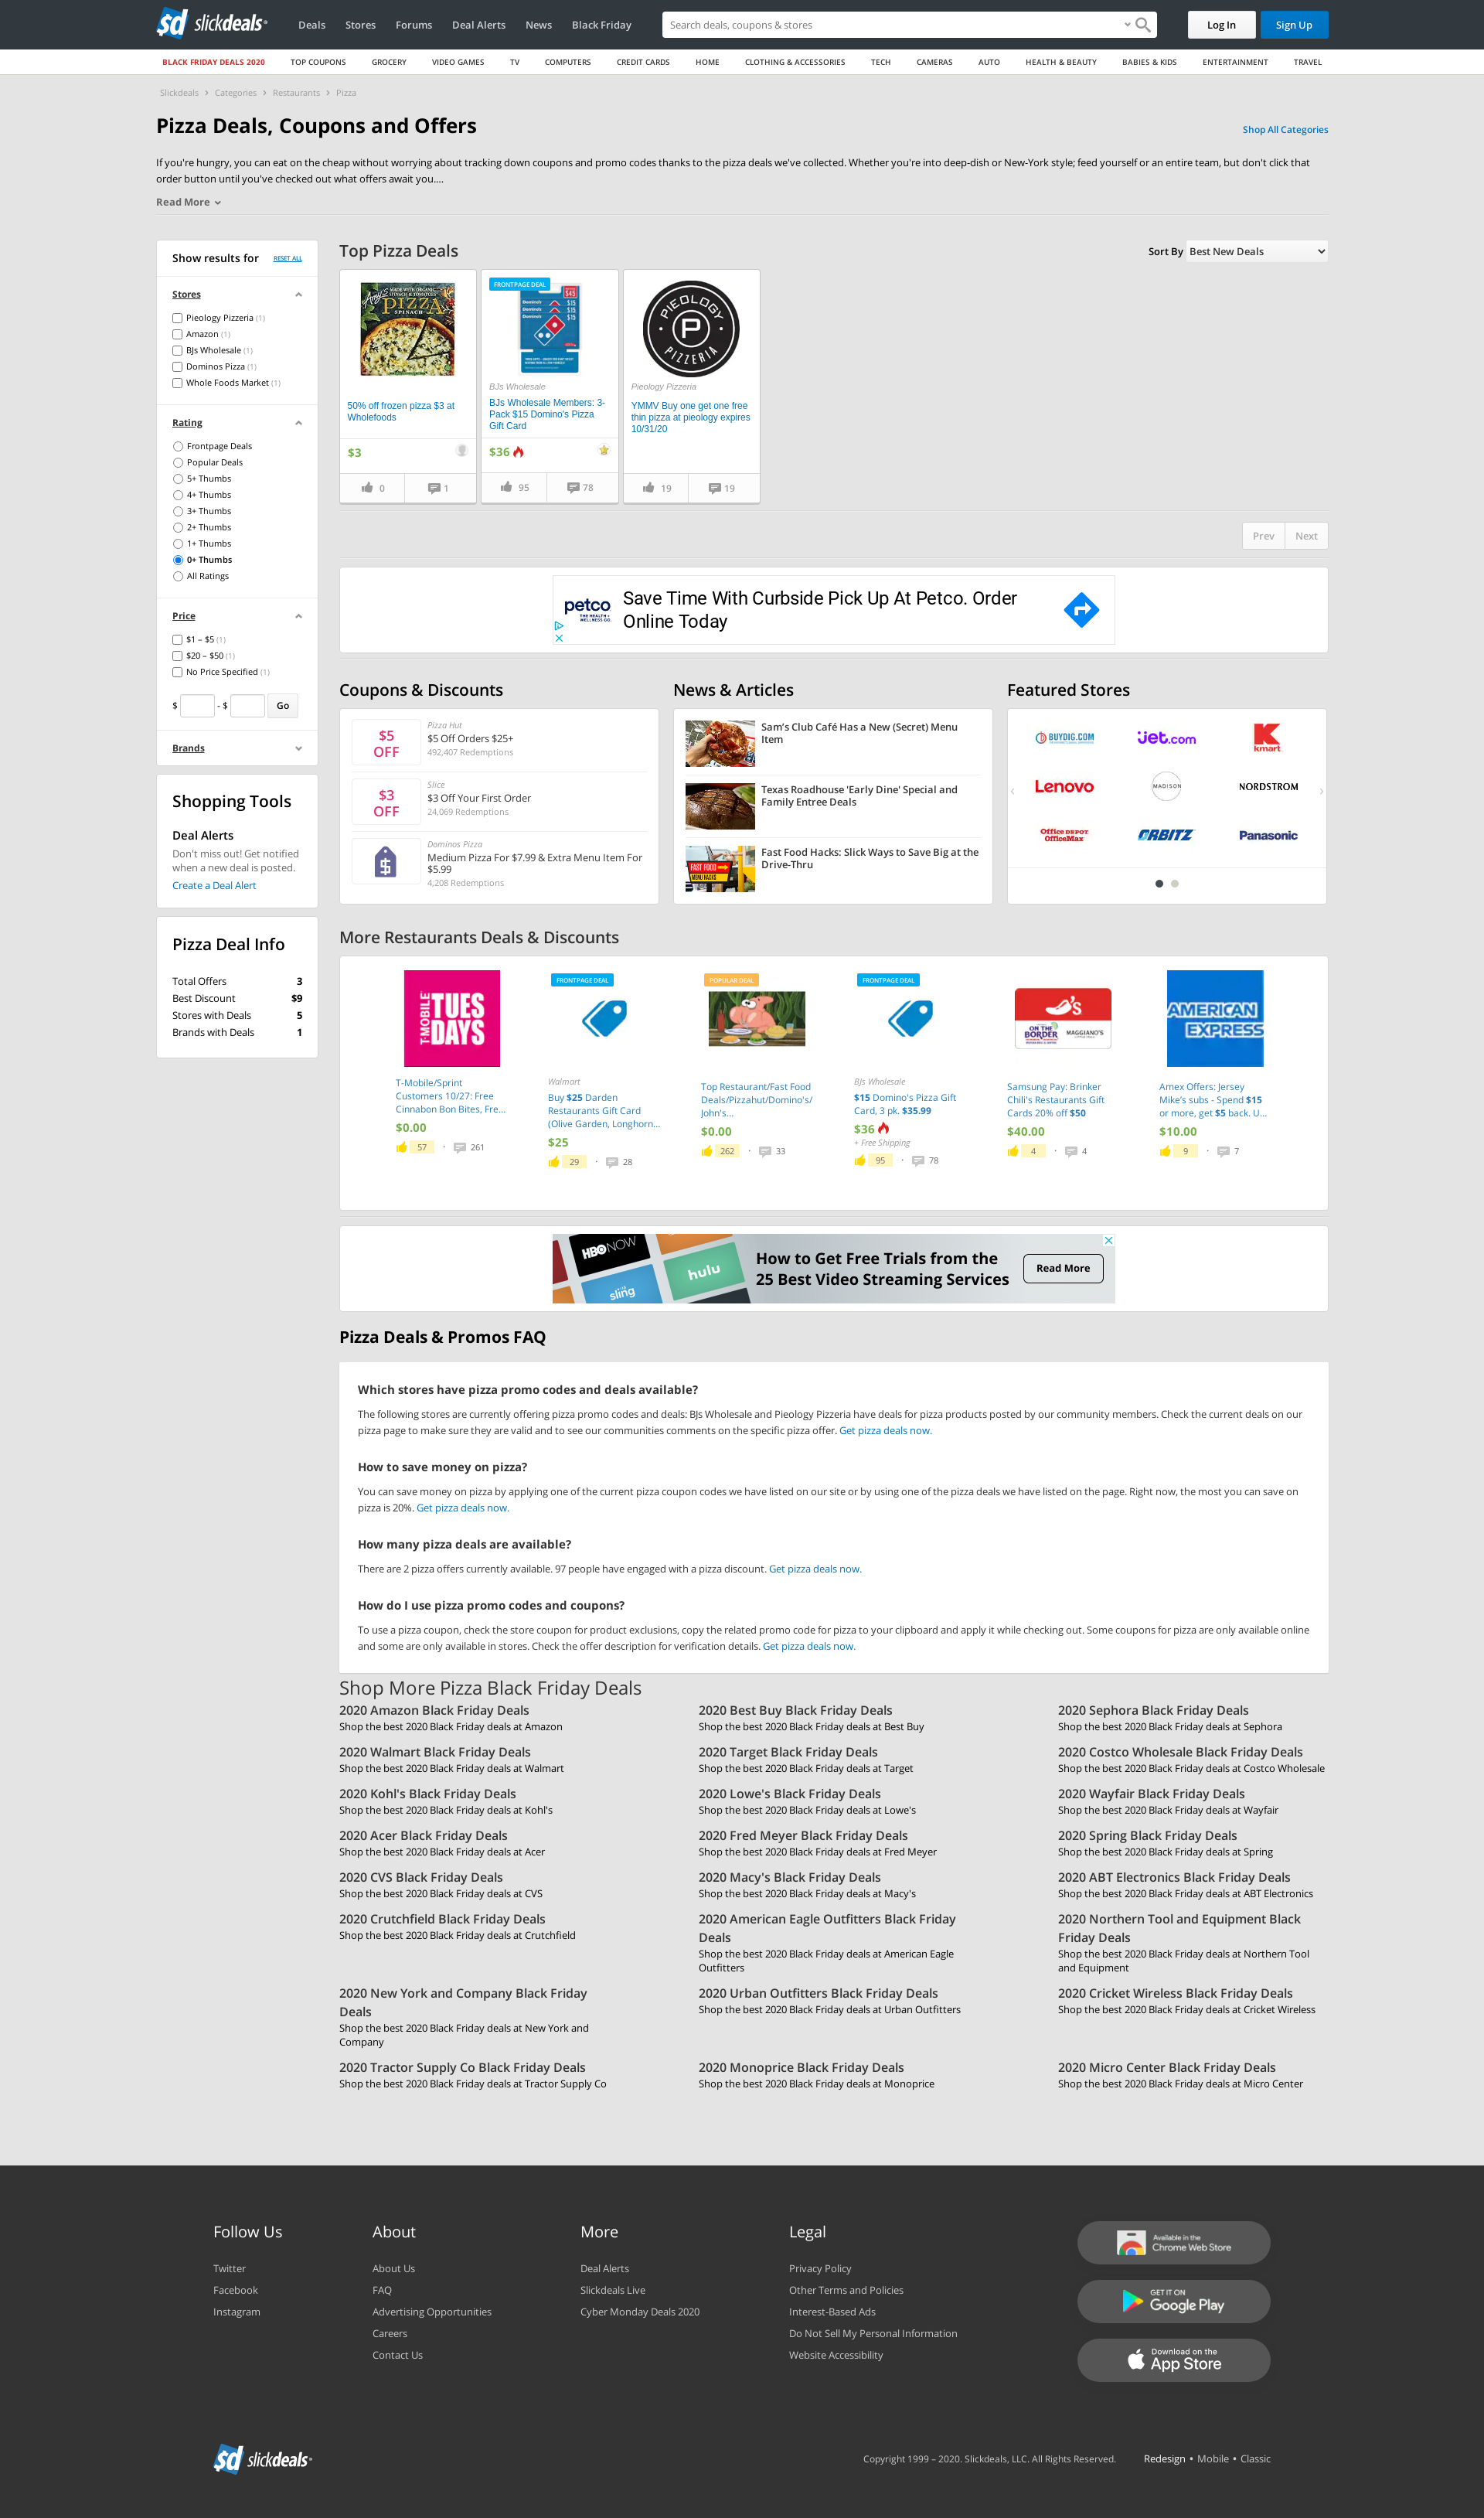 sd slickdeals
Deals Stores Forums Deal Alerts News Black Friday
Search deals, coupons & stores
Log In
Sign Up
BLACK FRIDAY DEALS 2020 TOP COUPONS GROCERY VIDEO GAMES TV COMPUTERS CREDIT CARDS HOME CLOTHING & ACCESSORIES TECH CAMERAS AUTO HEALTH & BEAUTY BABIES & KIDS ENTERTAINMENT TRAVEL
Slickdeals › Categories › Restaurants › Pizza
Pizza Deals, Coupons and Offers
Shop All Categories
If you're hungry, you can eat on the cheap without worrying about tracking down coupons and promo codes thanks to the pizza deals we've collected. Whether you're into deep-dish or New-York style; feed yourself or an entire team, but don't click that
order button until you've checked out what offers await you....
Read More
Show results for
RESET ALL
Stores
Pieology Pizzeria (1)
Amazon (1)
BJs Wholesale (1)
Dominos Pizza (1)
Whole Foods Market (1)
Rating
Frontpage Deals
Popular Deals
5+ Thumbs
4+ Thumbs
3+ Thumbs
2+ Thumbs
1+ Thumbs
0+ Thumbs
All Ratings
Price
$1 – $5 (1)
$20 – $50 (1)
No Price Specified (1)
$ - $ Go
Brands
Shopping Tools
Deal Alerts
Don't miss out! Get notified
when a new deal is posted.
Create a Deal Alert
Pizza Deal Info
Total Offers 3
Best Discount $9
Stores with Deals 5
Brands with Deals 1
Top Pizza Deals
Sort By Best New Deals
Amy's
PIZZA
SPINACH
50% off frozen pizza $3 at
Wholefoods
$3
0
1
FRONTPAGE DEAL
Domino's $15
BJs Wholesale
BJs Wholesale Members: 3-
Pack $15 Domino's Pizza
Gift Card
$36
95
78
PIEOLOGY
P
PIZZERIA
Pieology Pizzeria
YMMV Buy one get one free
thin pizza at pieology expires
10/31/20
19
19
Prev Next
petco
THE HEALTH +
WELLNESS CO.
Save Time With Curbside Pick Up At Petco. Order
Online Today
Coupons & Discounts
$5
OFF
Pizza Hut
$5 Off Orders $25+
492,407 Redemptions
$3
OFF
Slice
$3 Off Your First Order
24,069 Redemptions
Dominos Pizza
Medium Pizza For $7.99 & Extra Menu Item For
$5.99
4,208 Redemptions
News & Articles
Sam's Club Café Has a New (Secret) Menu
Item
Texas Roadhouse 'Early Dine' Special and
Family Entree Deals
FAST FOOD
MENU HACKS
Fast Food Hacks: Slick Ways to Save Big at the
Drive-Thru
Featured Stores
BUYDIG.COM
jet.com
kmart
Lenovo
MADISON
NORDSTROM
Office DEPOT
OfficeMax
ORBITZ
Panasonic
More Restaurants Deals & Discounts
T-MOBILE
TUES
DAYS
T-Mobile/Sprint
Customers 10/27: Free
Cinnabon Bon Bites, Fre...
$0.00
57 · 261
FRONTPAGE DEAL
Walmart
Buy $25 Darden
Restaurants Gift Card
(Olive Garden, Longhorn...
$25
29 · 28
POPULAR DEAL
Top Restaurant/Fast Food
Deals/Pizzahut/Domino's/
John's...
$0.00
262 · 33
FRONTPAGE DEAL
BJs Wholesale
$15 Domino's Pizza Gift
Card, 3 pk. $35.99
$36
+ Free Shipping
95 · 78
ON THE
BORDER
MAGGIANO'S
Samsung Pay: Brinker
Chili's Restaurants Gift
Cards 20% off $50
$40.00
4 · 4
AMERICAN
EXPRESS
Amex Offers: Jersey
Mike's subs - Spend $15
or more, get $5 back. U...
$10.00
9 · 7
HBO NOW
sling
hulu
How to Get Free Trials from the
25 Best Video Streaming Services
Read More
Pizza Deals & Promos FAQ
Which stores have pizza promo codes and deals available?
The following stores are currently offering pizza promo codes and deals: BJs Wholesale and Pieology Pizzeria have deals for pizza products posted by our community members. Check the current deals on our
pizza page to make sure they are valid and to see our communities comments on the specific pizza offer. Get pizza deals now.
How to save money on pizza?
You can save money on pizza by applying one of the current pizza coupon codes we have listed on our site or by using one of the pizza deals we have listed on the page. Right now, the most you can save on
pizza is 20%. Get pizza deals now.
How many pizza deals are available?
There are 2 pizza offers currently available. 97 people have engaged with a pizza discount. Get pizza deals now.
How do I use pizza promo codes and coupons?
To use a pizza coupon, check the store coupon for product exclusions, copy the related promo code for pizza to your clipboard and apply it while checking out. Some coupons for pizza are only available online
and some are only available in stores. Check the offer description for verification details. Get pizza deals now.
Shop More Pizza Black Friday Deals
2020 Amazon Black Friday Deals
Shop the best 2020 Black Friday deals at Amazon
2020 Best Buy Black Friday Deals
Shop the best 2020 Black Friday deals at Best Buy
2020 Sephora Black Friday Deals
Shop the best 2020 Black Friday deals at Sephora
2020 Walmart Black Friday Deals
Shop the best 2020 Black Friday deals at Walmart
2020 Target Black Friday Deals
Shop the best 2020 Black Friday deals at Target
2020 Costco Wholesale Black Friday Deals
Shop the best 2020 Black Friday deals at Costco Wholesale
2020 Kohl's Black Friday Deals
Shop the best 2020 Black Friday deals at Kohl's
2020 Lowe's Black Friday Deals
Shop the best 2020 Black Friday deals at Lowe's
2020 Wayfair Black Friday Deals
Shop the best 2020 Black Friday deals at Wayfair
2020 Acer Black Friday Deals
Shop the best 2020 Black Friday deals at Acer
2020 Fred Meyer Black Friday Deals
Shop the best 2020 Black Friday deals at Fred Meyer
2020 Spring Black Friday Deals
Shop the best 2020 Black Friday deals at Spring
2020 CVS Black Friday Deals
Shop the best 2020 Black Friday deals at CVS
2020 Macy's Black Friday Deals
Shop the best 2020 Black Friday deals at Macy's
2020 ABT Electronics Black Friday Deals
Shop the best 2020 Black Friday deals at ABT Electronics
2020 Crutchfield Black Friday Deals
Shop the best 2020 Black Friday deals at Crutchfield
2020 American Eagle Outfitters Black Friday
Deals
Shop the best 2020 Black Friday deals at American Eagle
Outfitters
2020 Northern Tool and Equipment Black
Friday Deals
Shop the best 2020 Black Friday deals at Northern Tool
and Equipment
2020 New York and Company Black Friday
Deals
Shop the best 2020 Black Friday deals at New York and
Company
2020 Urban Outfitters Black Friday Deals
Shop the best 2020 Black Friday deals at Urban Outfitters
2020 Cricket Wireless Black Friday Deals
Shop the best 2020 Black Friday deals at Cricket Wireless
2020 Tractor Supply Co Black Friday Deals
Shop the best 2020 Black Friday deals at Tractor Supply Co
2020 Monoprice Black Friday Deals
Shop the best 2020 Black Friday deals at Monoprice
2020 Micro Center Black Friday Deals
Shop the best 2020 Black Friday deals at Micro Center
Follow Us
Twitter
Facebook
Instagram
About
About Us
FAQ
Advertising Opportunities
Careers
Contact Us
More
Deal Alerts
Slickdeals Live
Cyber Monday Deals 2020
Legal
Privacy Policy
Other Terms and Policies
Interest-Based Ads
Do Not Sell My Personal Information
Website Accessibility
Available in the
Chrome Web Store
GET IT ON
Google Play
Download on the
App Store
sd slickdeals
Copyright 1999 – 2020. Slickdeals, LLC. All Rights Reserved.
Redesign • Mobile • Classic